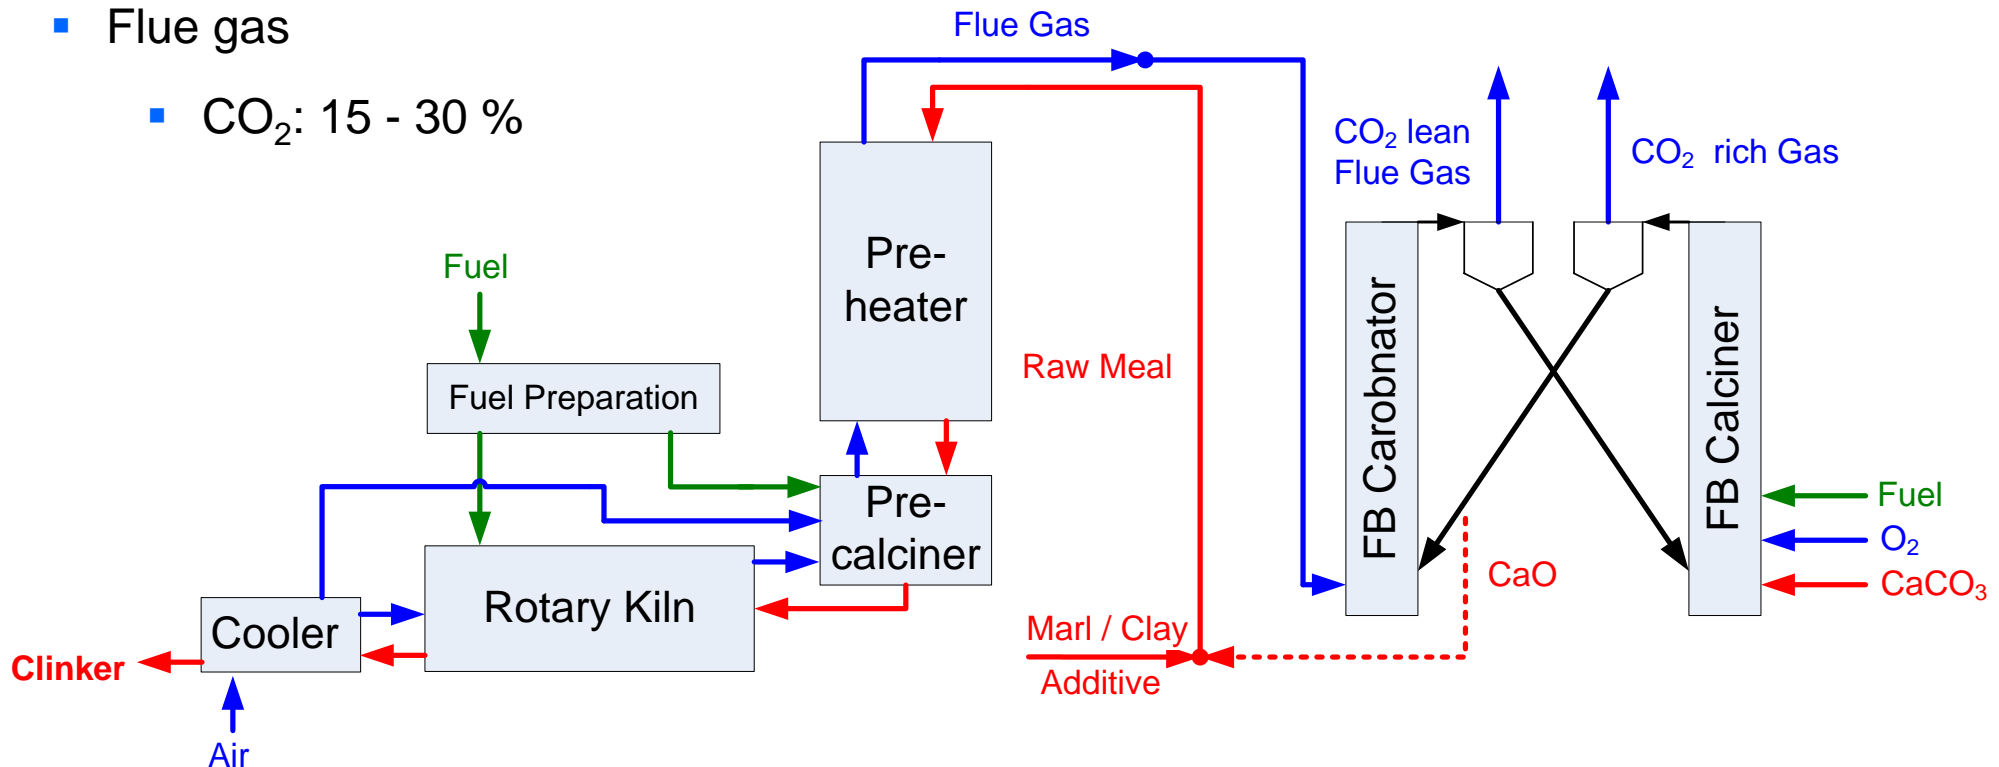 Flue gas
CO₂: 15 - 30 %
Flue Gas
CO₂ lean
Flue Gas
CO₂ rich Gas
Pre-
heater
Fuel
Fuel Preparation
Raw Meal
FB Carobnator
FB Calciner
Pre-
calciner
Fuel
O₂
CaCO₃
CaO
Rotary Kiln
Cooler
Clinker
Marl / Clay
Additive
Air